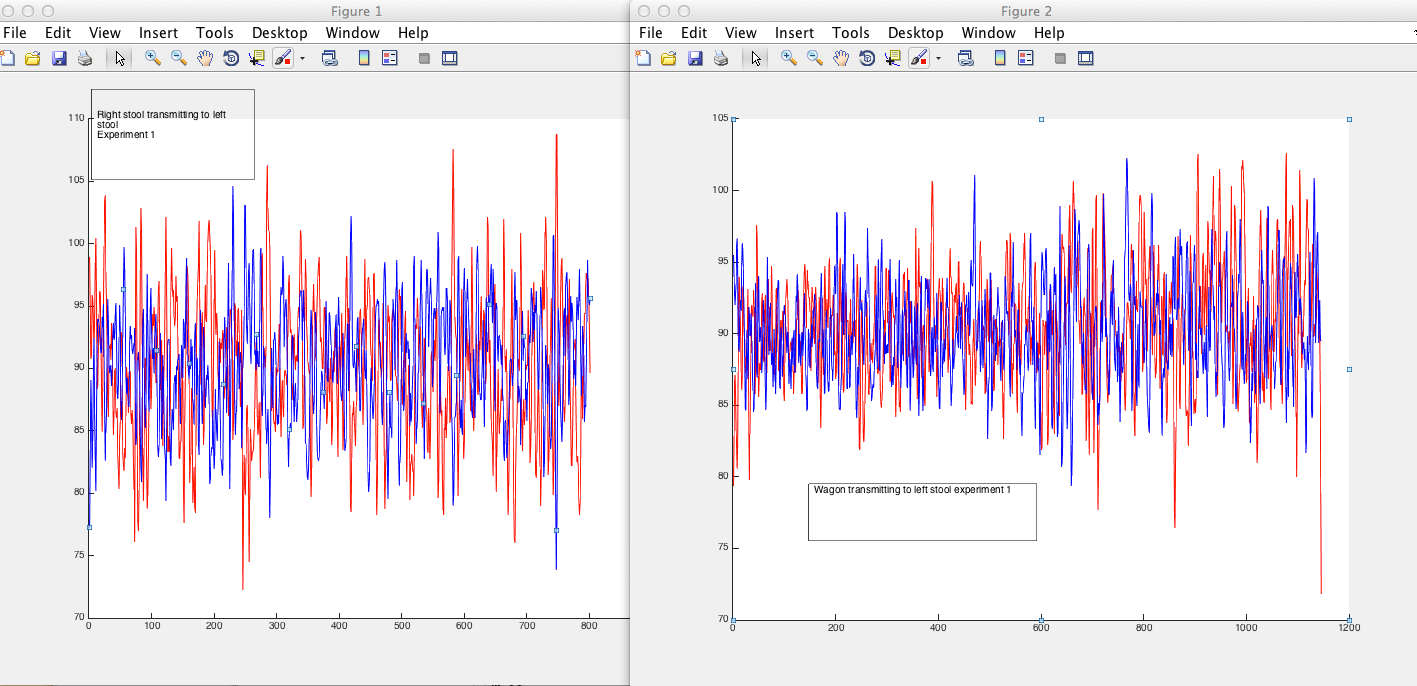 Figure 1
File Edit View Insert Tools Desktop Window Help
Right stool transmitting to left
stool
Experiment 1
110
105
100
95
90
85
80
75
70
0 100 200 300 400 500 600 700 800
Figure 2
File Edit View Insert Tools Desktop Window Help
105
100
95
90
85
80
75
70
Wagon transmitting to left stool experiment 1
0 200 400 600 800 1000 1200